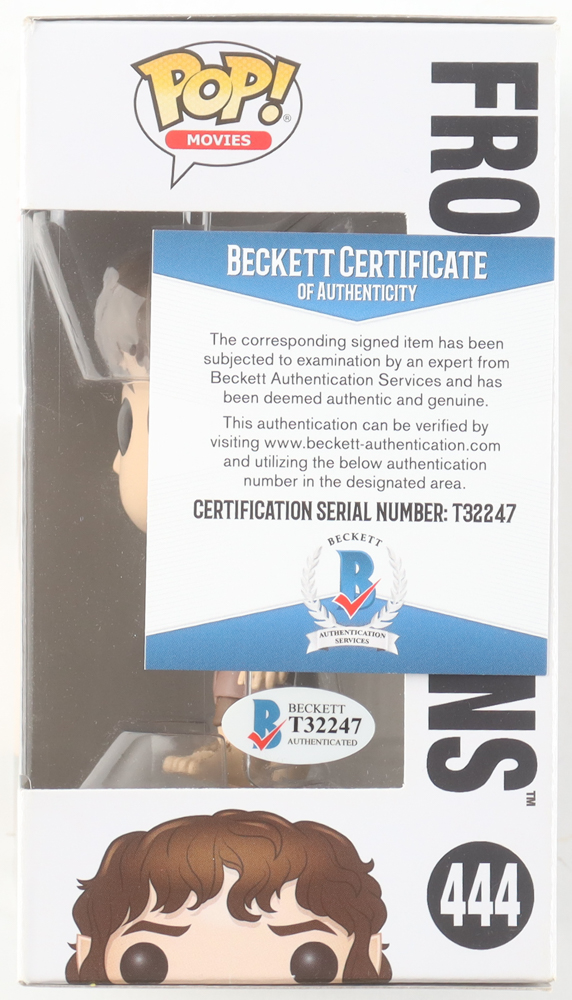 POP!®
MOVIES
FRO
NS™
BECKETT CERTIFICATE
OF AUTHENTICITY
The corresponding signed item has been
subjected to examination by an expert from
Beckett Authentication Services and has
been deemed authentic and genuine.
This authentication can be verified by
visiting www.beckett-authentication.com
and utilizing the below authentication
number in the designated area.
CERTIFICATION SERIAL NUMBER: T32247
BECKETT
B
AUTHENTICATION
SERVICES
B
BECKETT
T32247
AUTHENTICATED
444